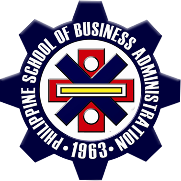 PHILIPPINE SCHOOL OF BUSINESS ADMINISTRATION
• 1963 •